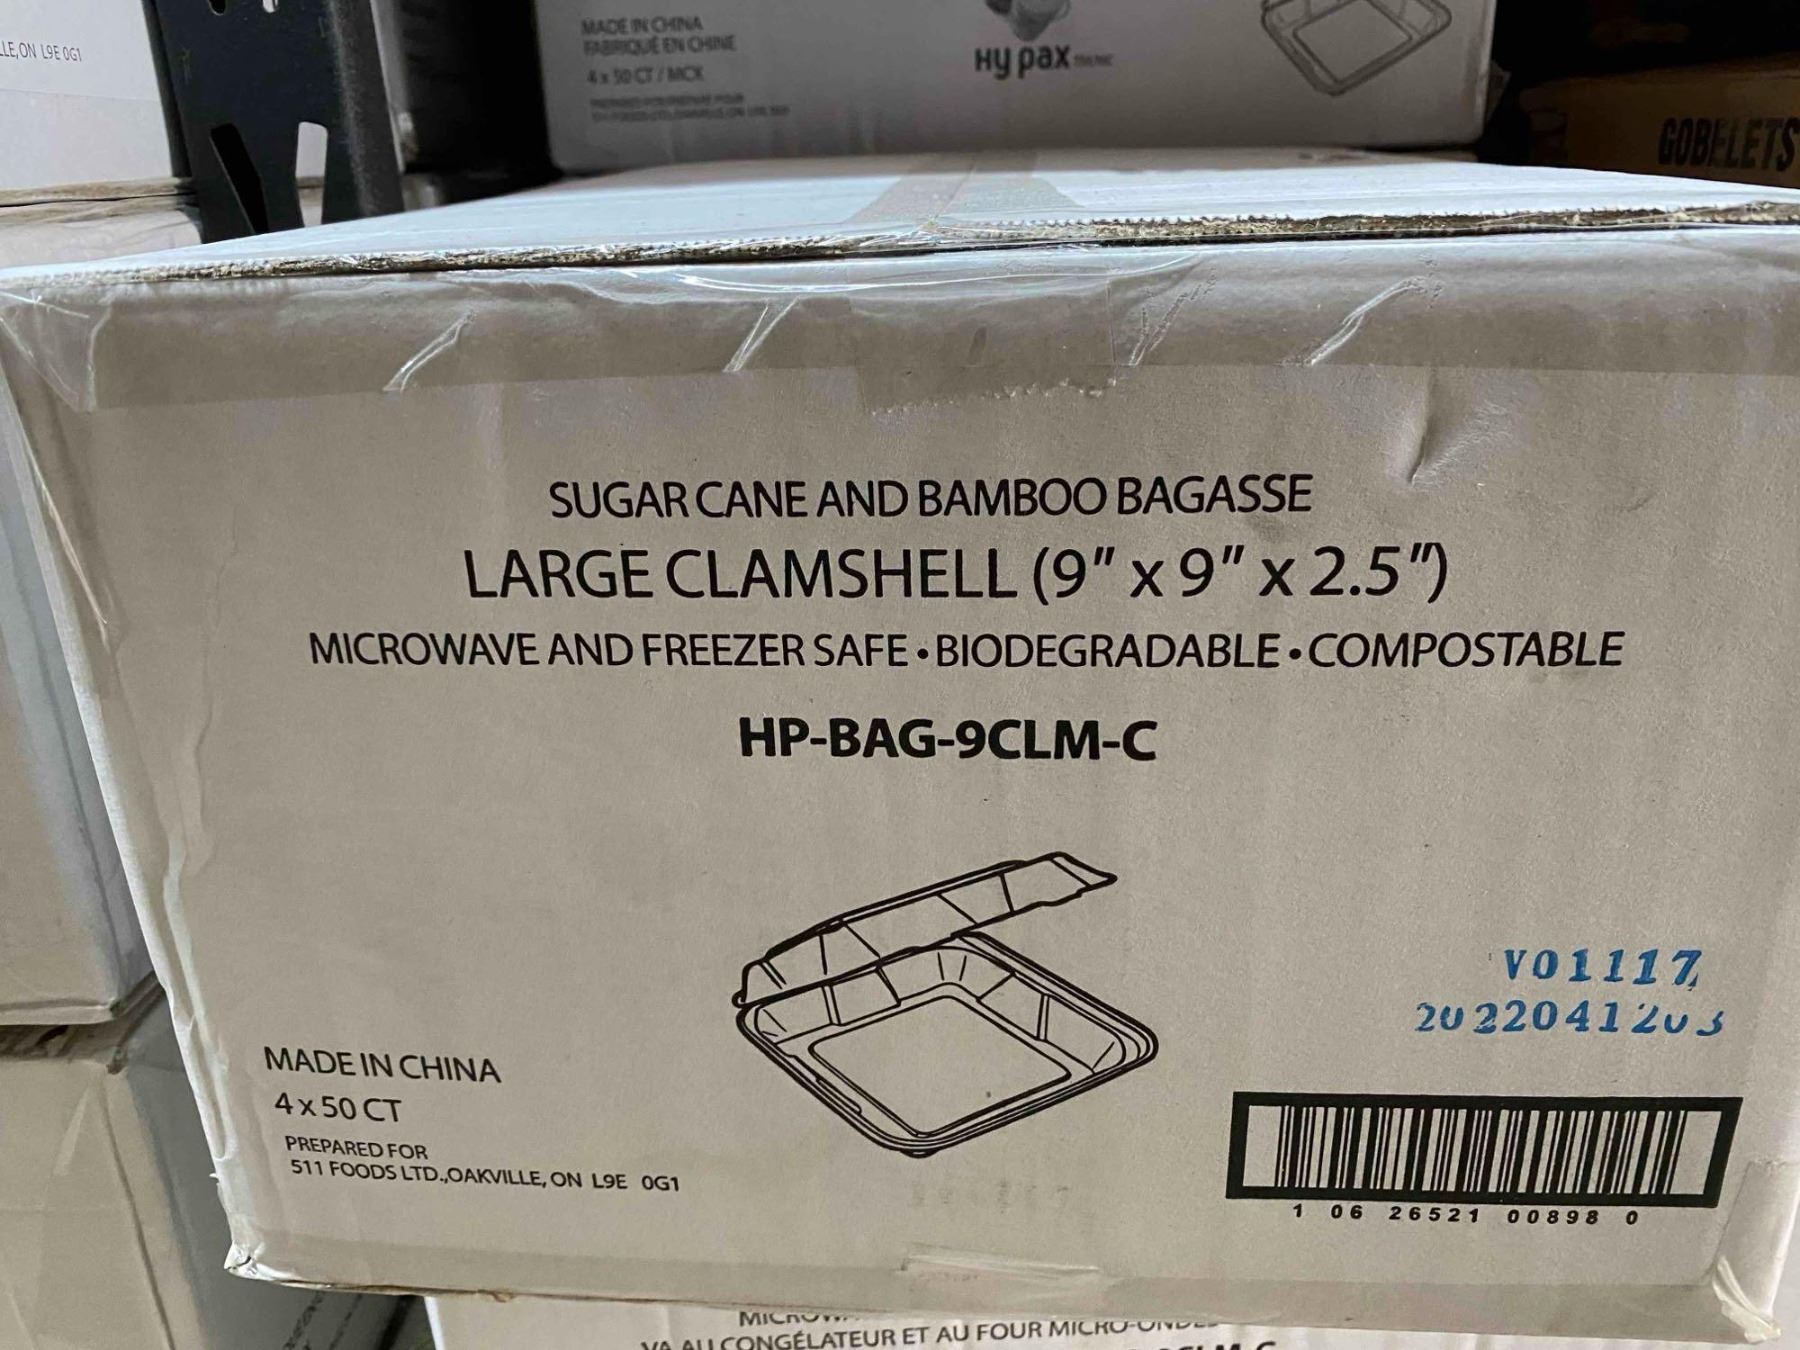 LLE,ON L9E 0G1
MADE IN CHINA
FABRIQUÉ EN CHINE
4 x 50 CT / MCX
Hy pax
GOBELETS
SUGAR CANE AND BAMBOO BAGASSE
LARGE CLAMSHELL (9" x 9" x 2.5")
MICROWAVE AND FREEZER SAFE • BIODEGRADABLE • COMPOSTABLE
HP-BAG-9CLM-C
V01117
2022041203
MADE IN CHINA
4 x 50 CT
PREPARED FOR
511 FOODS LTD.,OAKVILLE, ON L9E 0G1
1 06 26521 00898 0
VA AU CONGÉLATEUR ET AU FOUR MICRO-ONDES